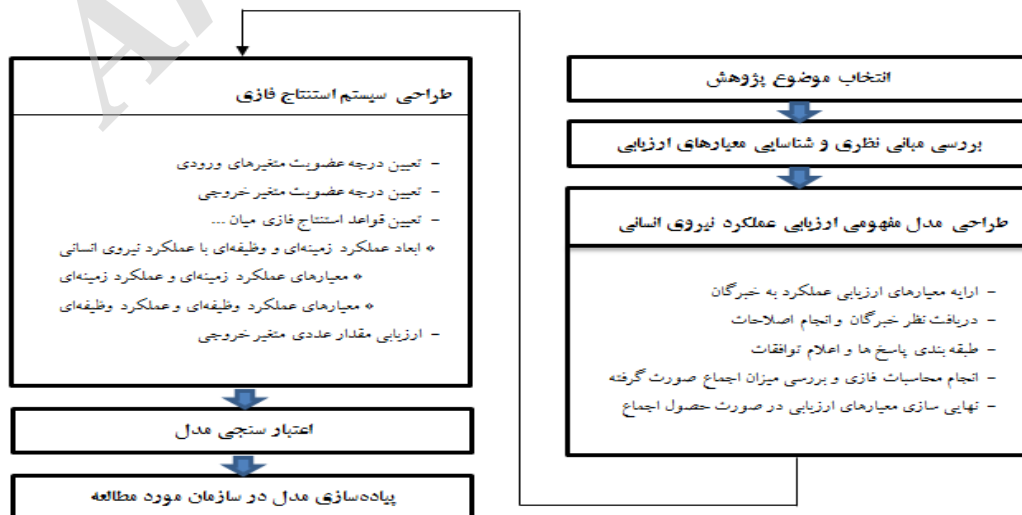 انتخاب موضوع پژوهش
بررسی مبانی نظری و شناسایی معیارهای ارزیابی
طراحی مدل مفهومی ارزیابی عملکرد نیروی انسانی
- ارایه معیارهای ارزیابی عملکرد به خبرگان
- دریافت نظر خبرگان و انجام اصلاحات
- طبقه بندی پاسخ ها و اعلام توافقات
- انجام محاسبات فازی و بررسی میزان اجماع صورت گرفته
- نهایی سازی معیارهای ارزیابی در صورت حصول اجماع
طراحی سیستم استنتاج فازی
- تعیین درجه عضویت متغیرهای ورودی
- تعیین درجه عضویت متغیر خروجی
- تعیین قواعد استنتاج فازی میان ...
* ابعاد عملکرد زمینه‌ای و وظیفه‌ای با عملکرد نیروی انسانی
* معیارهای عملکرد زمینه‌ای و عملکرد زمینه‌ای
* معیارهای عملکرد وظیفه‌ای و عملکرد وظیفه‌ای
- ارزیابی مقدار عددی متغیر خروجی
اعتبار سنجی مدل
پیاده‌سازی مدل در سازمان مورد مطالعه